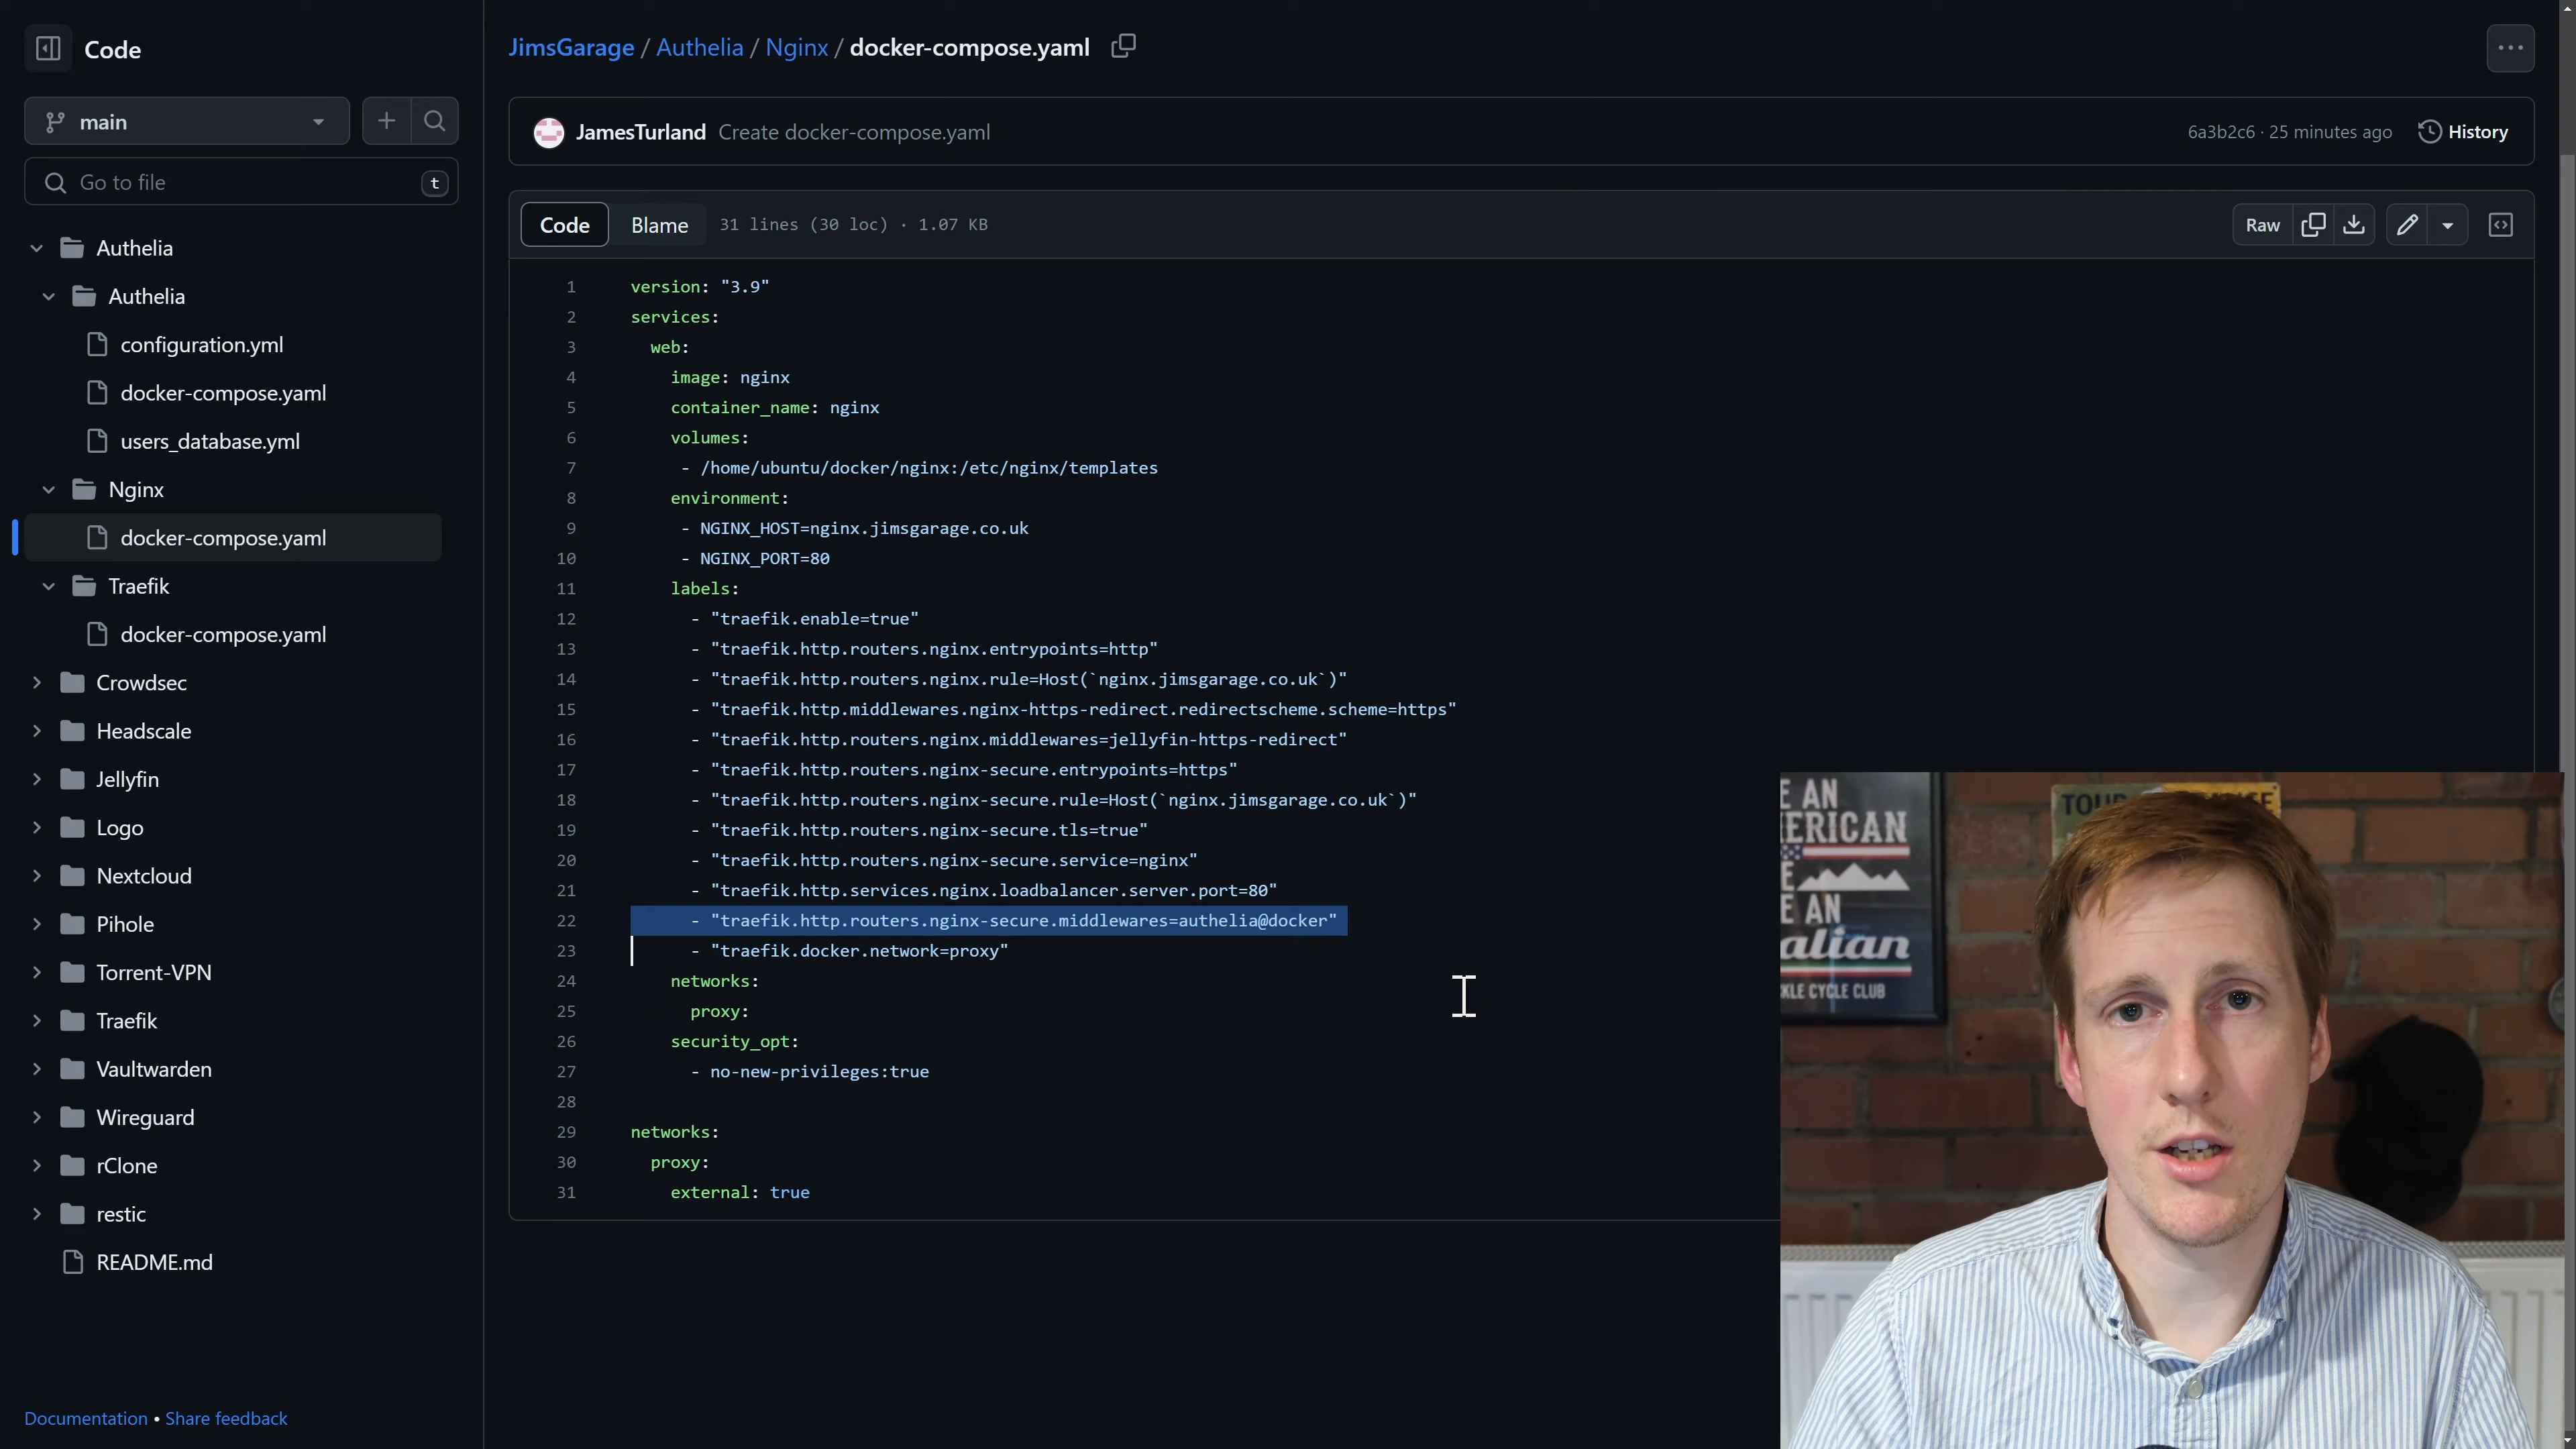 Code
main
Go to file
t
Authelia
Authelia
configuration.yml
docker-compose.yaml
users_database.yml
Nginx
docker-compose.yaml
Traefik
docker-compose.yaml
Crowdsec
Headscale
Jellyfin
Logo
Nextcloud
Pihole
Torrent-VPN
Traefik
Vaultwarden
Wireguard
rClone
restic
README.md
Documentation • Share feedback
JimsGarage / Authelia / Nginx / docker-compose.yaml
JamesTurland Create docker-compose.yaml
6a3b2c6 · 25 minutes ago
History
Code
Blame
31 lines (30 loc) · 1.07 KB
Raw
1 version: "3.9"
2 services:
3 web:
4 image: nginx
5 container_name: nginx
6 volumes:
7 - /home/ubuntu/docker/nginx:/etc/nginx/templates
8 environment:
9 - NGINX_HOST=nginx.jimsgarage.co.uk
10 - NGINX_PORT=80
11 labels:
12 - "traefik.enable=true"
13 - "traefik.http.routers.nginx.entrypoints=http"
14 - "traefik.http.routers.nginx.rule=Host(`nginx.jimsgarage.co.uk`)"
15 - "traefik.http.middlewares.nginx-https-redirect.redirectscheme.scheme=https"
16 - "traefik.http.routers.nginx.middlewares=jellyfin-https-redirect"
17 - "traefik.http.routers.nginx-secure.entrypoints=https"
18 - "traefik.http.routers.nginx-secure.rule=Host(`nginx.jimsgarage.co.uk`)"
19 - "traefik.http.routers.nginx-secure.tls=true"
20 - "traefik.http.routers.nginx-secure.service=nginx"
21 - "traefik.http.services.nginx.loadbalancer.server.port=80"
22 - "traefik.http.routers.nginx-secure.middlewares=authelia@docker"
23 - "traefik.docker.network=proxy"
24 networks:
25 proxy:
26 security_opt:
27 - no-new-privileges:true
28
29 networks:
30 proxy:
31 external: true
E AN
ERICAN
E
E AN
alian
KLE CYCLE CLUB
TOUR